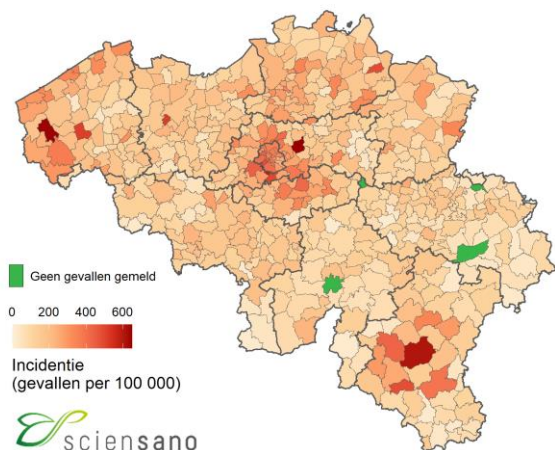 Geen gevallen gemeld
0 200 400 600
Incidentie
(gevallen per 100 000)
sciensano